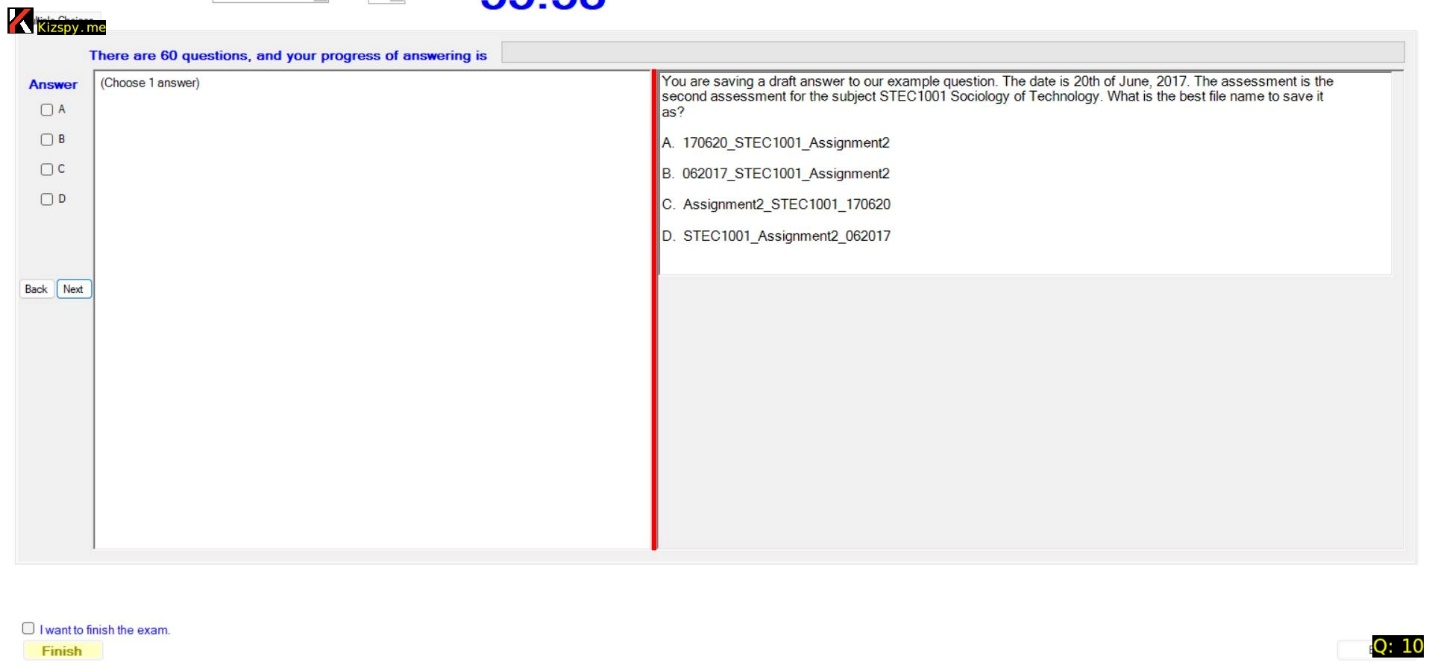 Kizspy.me
There are 60 questions, and your progress of answering is
Answer
(Choose 1 answer)
A
B
C
D
Back Next
You are saving a draft answer to our example question. The date is 20th of June, 2017. The assessment is the
second assessment for the subject STEC1001 Sociology of Technology. What is the best file name to save it
as?
A. 170620_STEC1001_Assignment2
B. 062017_STEC1001_Assignment2
C. Assignment2_STEC1001_170620
D. STEC1001_Assignment2_062017
I want to finish the exam.
Finish
Q: 10